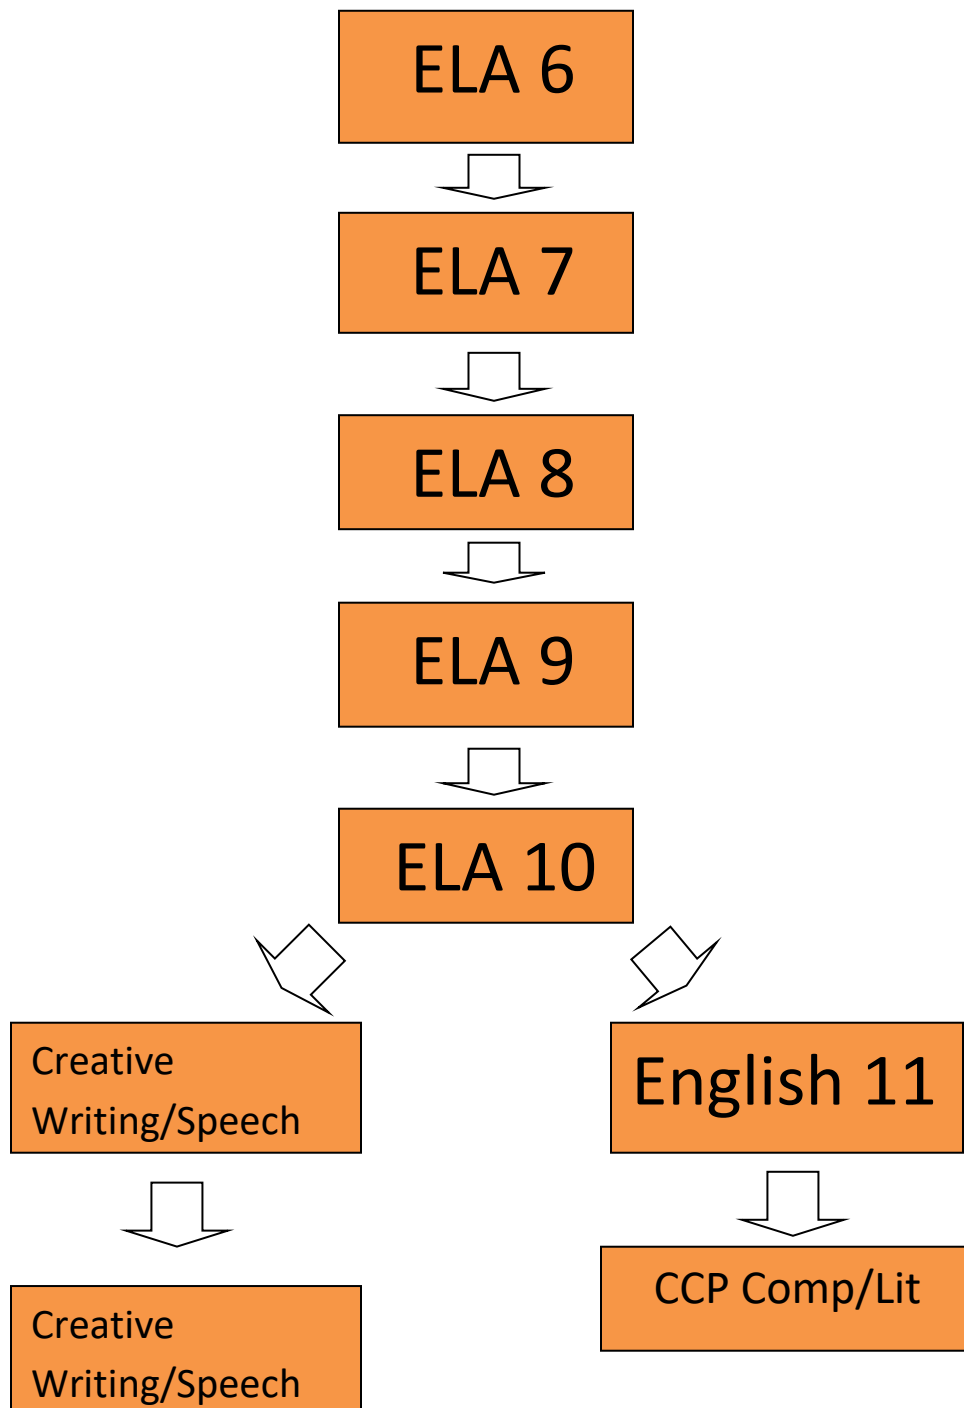 ELA 6
ELA 7
ELA 8
ELA 9
ELA 10
Creative
Writing/Speech
English 11
CCP Comp/Lit
Creative
Writing/Speech